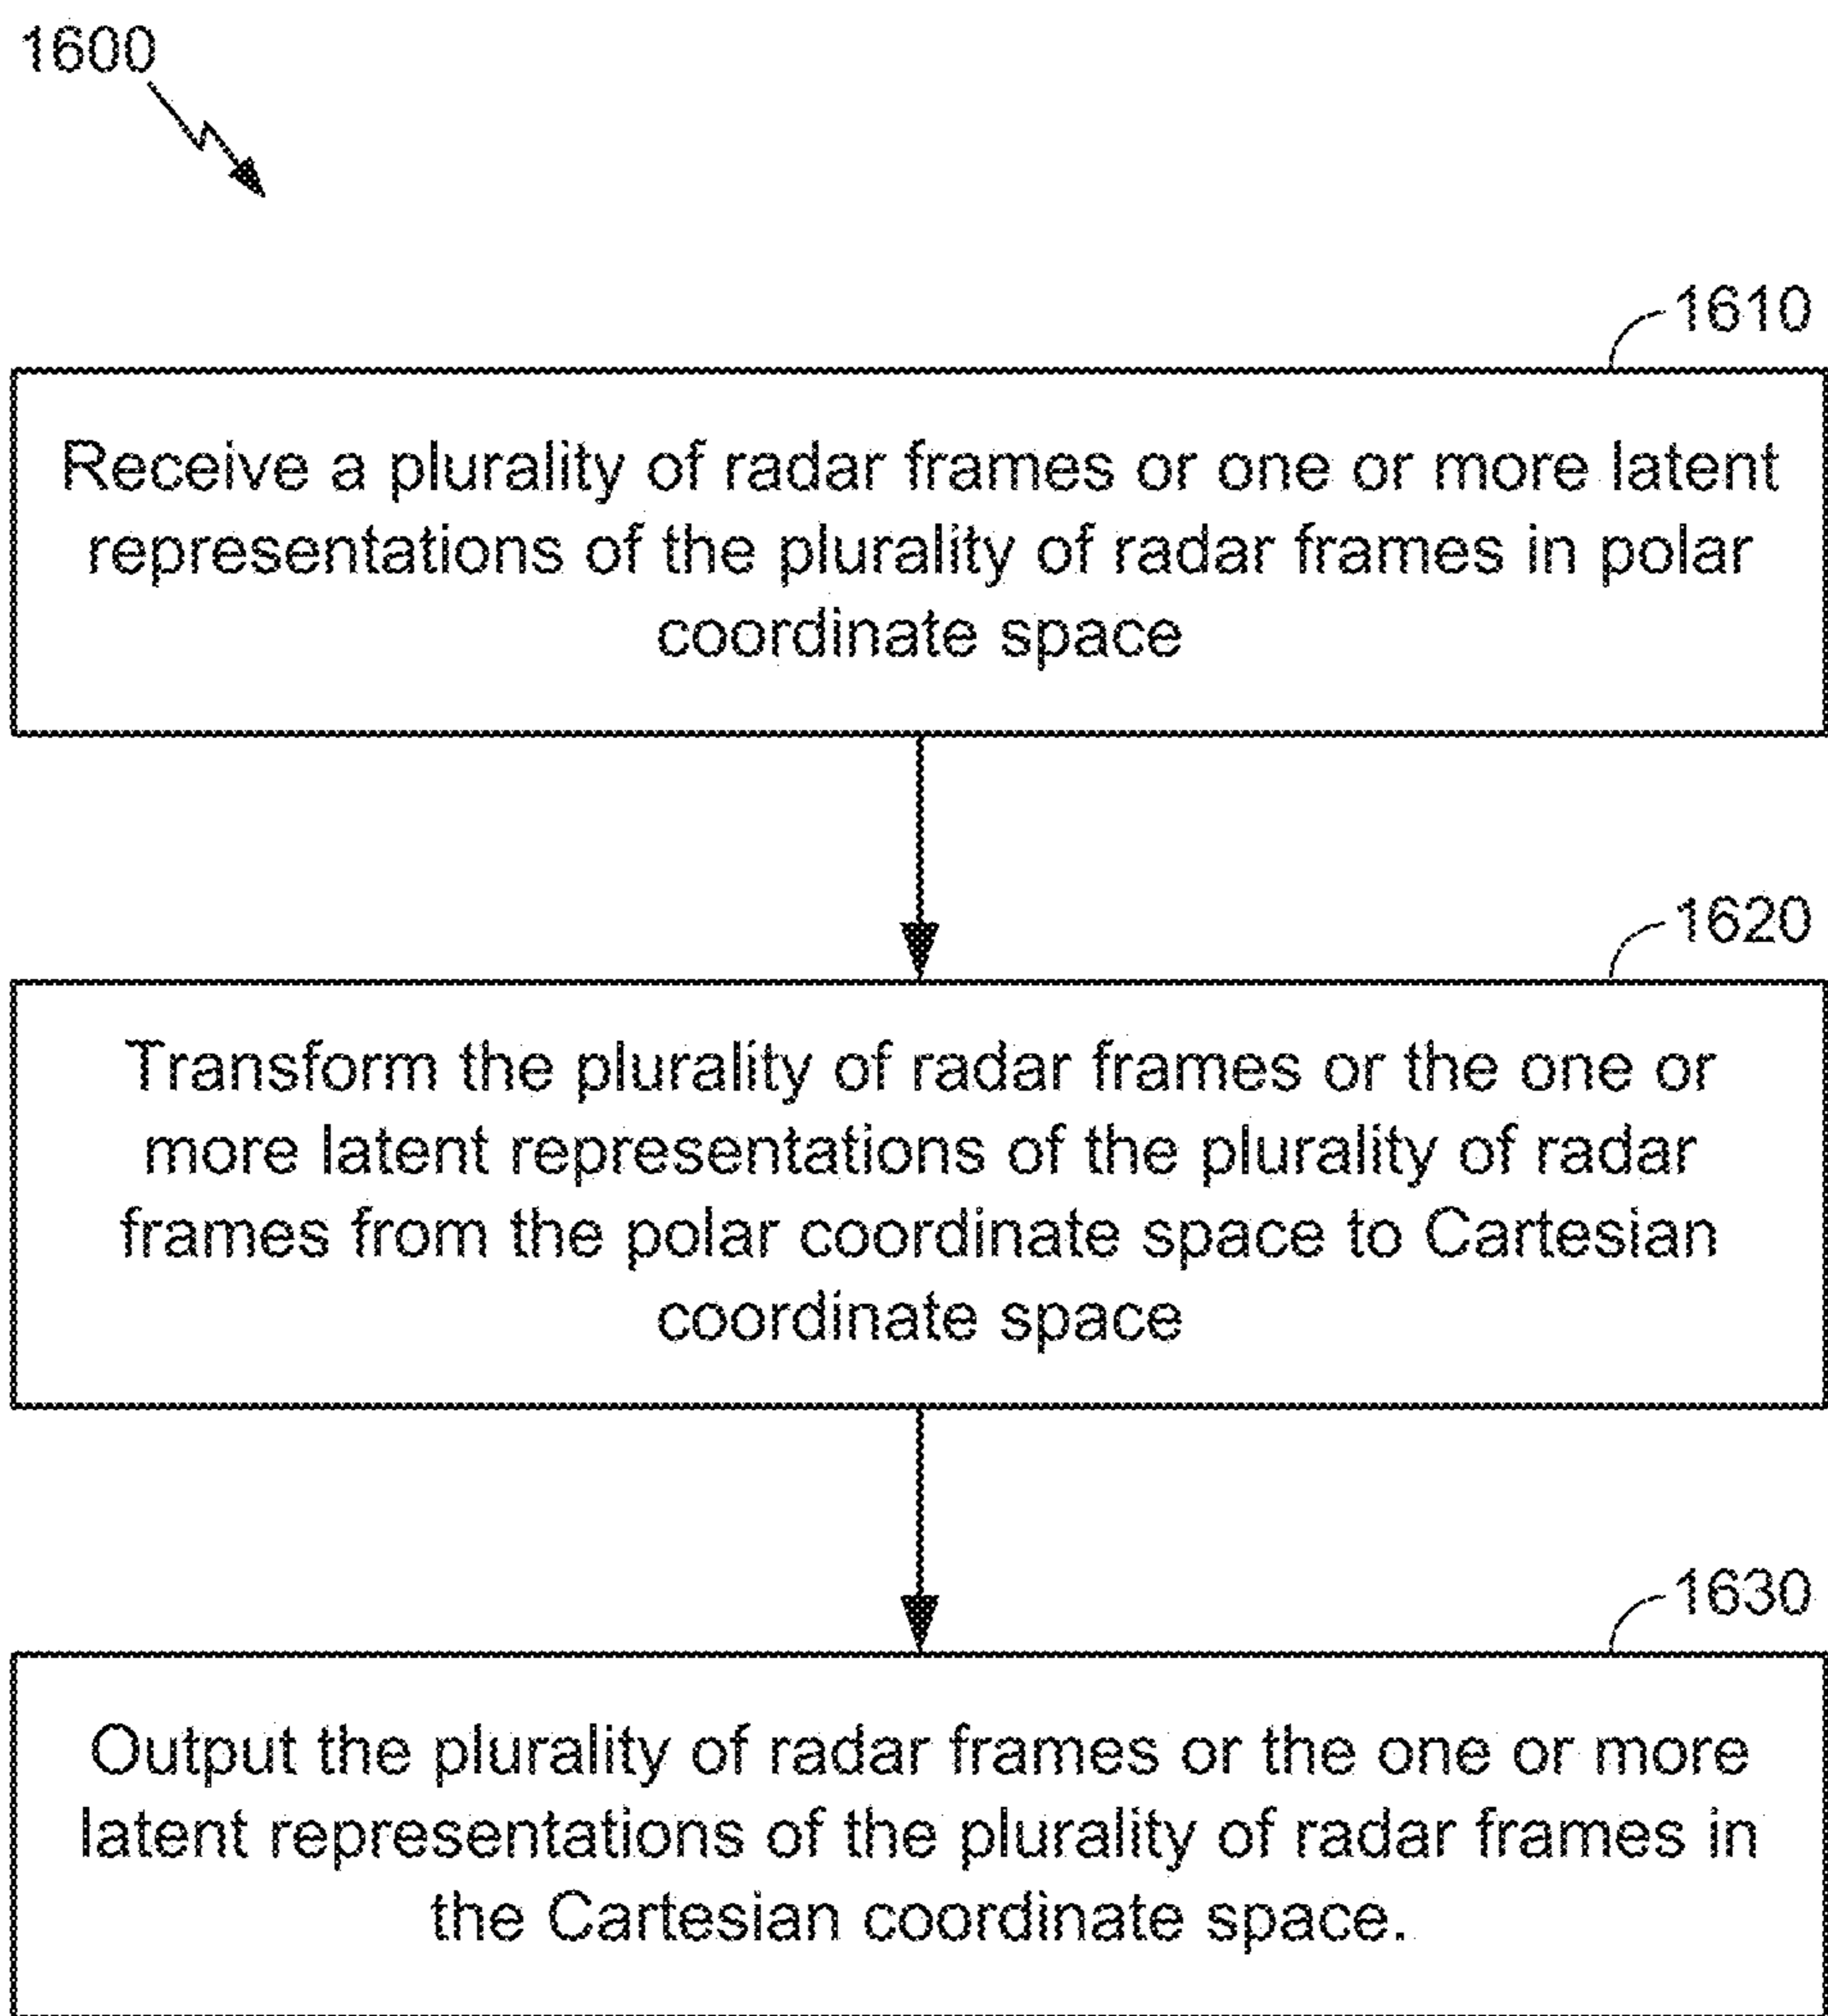 1600
1610
Receive a plurality of radar frames or one or more latent
representations of the plurality of radar frames in polar
coordinate space
1620
Transform the plurality of radar frames or the one or
more latent representations of the plurality of radar
frames from the polar coordinate space to Cartesian
coordinate space
1630
Output the plurality of radar frames or the one or more
latent representations of the plurality of radar frames in
the Cartesian coordinate space.